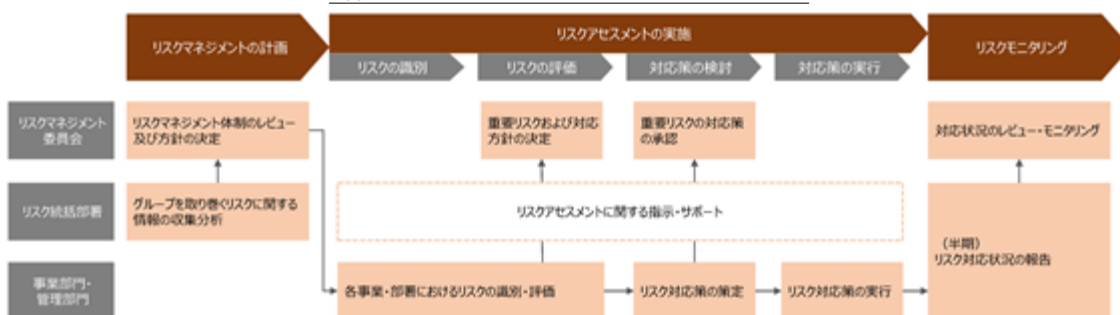 リスクマネジメントの計画
リスクアセスメントの実施
リスクモニタリング
リスクの識別
リスクの評価
対応策の検討
対応策の実行
リスクマネジメント
委員会
リスクマネジメント体制のレビュー
及び方針の決定
重要リスクおよび対応
方針の決定
重要リスクの対応策
の承認
対応状況のレビュー・モニタリング
リスク統括部署
グループを取り巻くリスクに関する
情報の収集分析
リスクアセスメントに関する指示・サポート
(半期)
リスク対応状況の報告
事業部門・
管理部門
各事業・部署におけるリスクの識別・評価
リスク対応策の策定
リスク対応策の実行